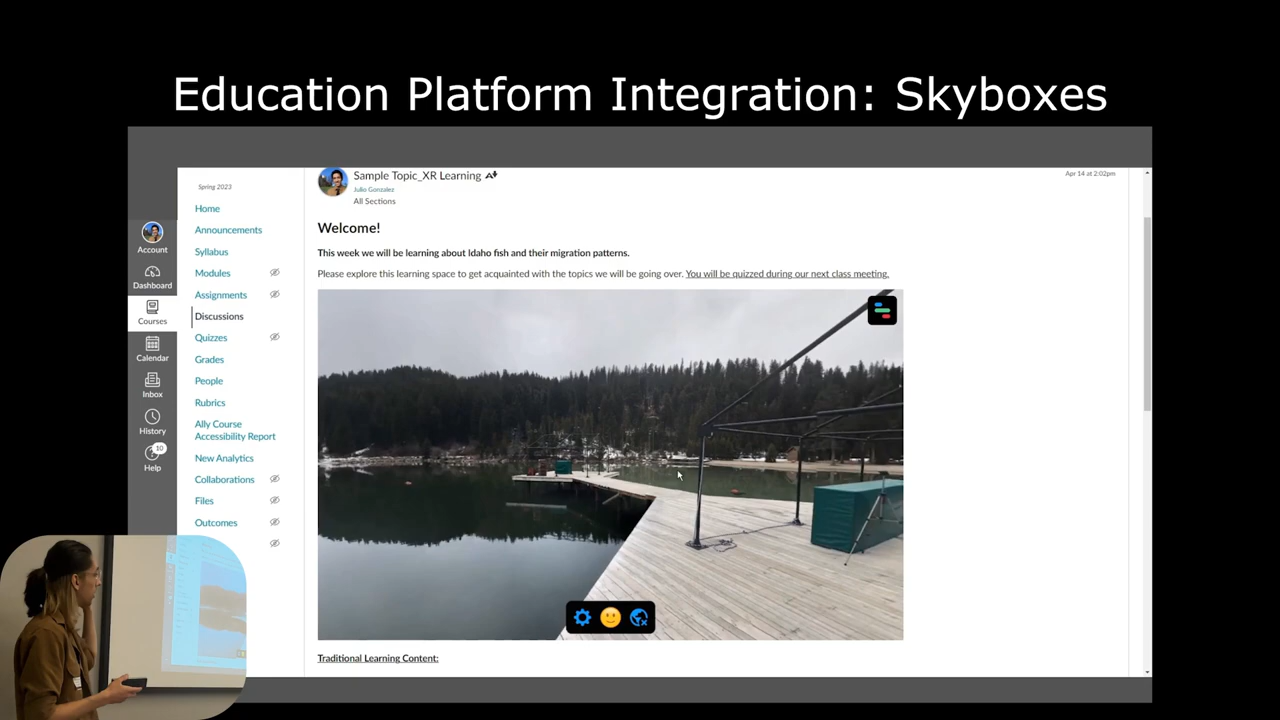 Education Platform Integration: Skyboxes
Spring 2023
Home
Announcements
Syllabus
Modules
Assignments
Discussions
Quizzes
Grades
People
Rubrics
Ally Course
Accessibility Report
New Analytics
Collaborations
Files
Outcomes
Account
Dashboard
Courses
Calendar
Inbox
History
10
Help
Sample Topic_XR Learning
Apr 14 at 2:02pm
Julio Gonzalez
All Sections
Welcome!
This week we will be learning about Idaho fish and their migration patterns.
Please explore this learning space to get acquainted with the topics we will be going over. You will be quizzed during our next class meeting.
Traditional Learning Content: